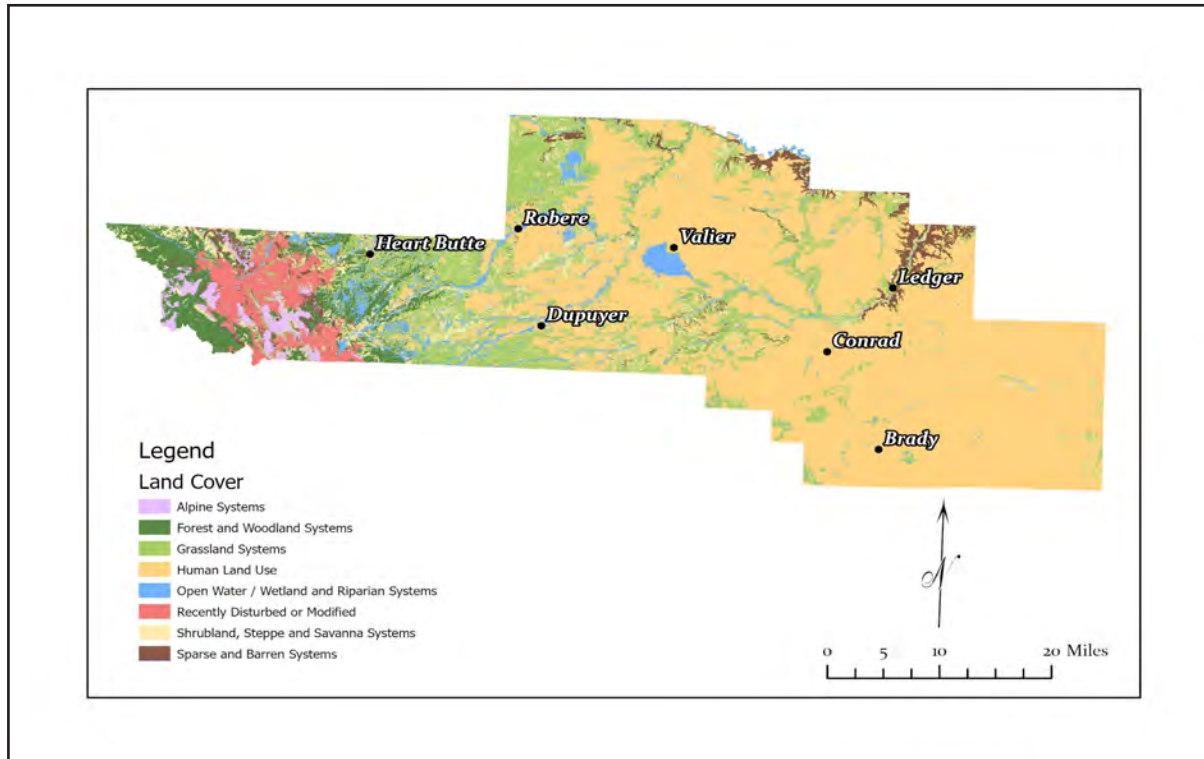 Robere
Heart Butte
Valier
Ledger
Dupuyer
Conrad
Brady
Legend
Land Cover
Alpine Systems
Forest and Woodland Systems
Grassland Systems
Human Land Use
Open Water / Wetland and Riparian Systems
Recently Disturbed or Modified
Shrubland, Steppe and Savanna Systems
Sparse and Barren Systems
N
0 5 10 20 Miles